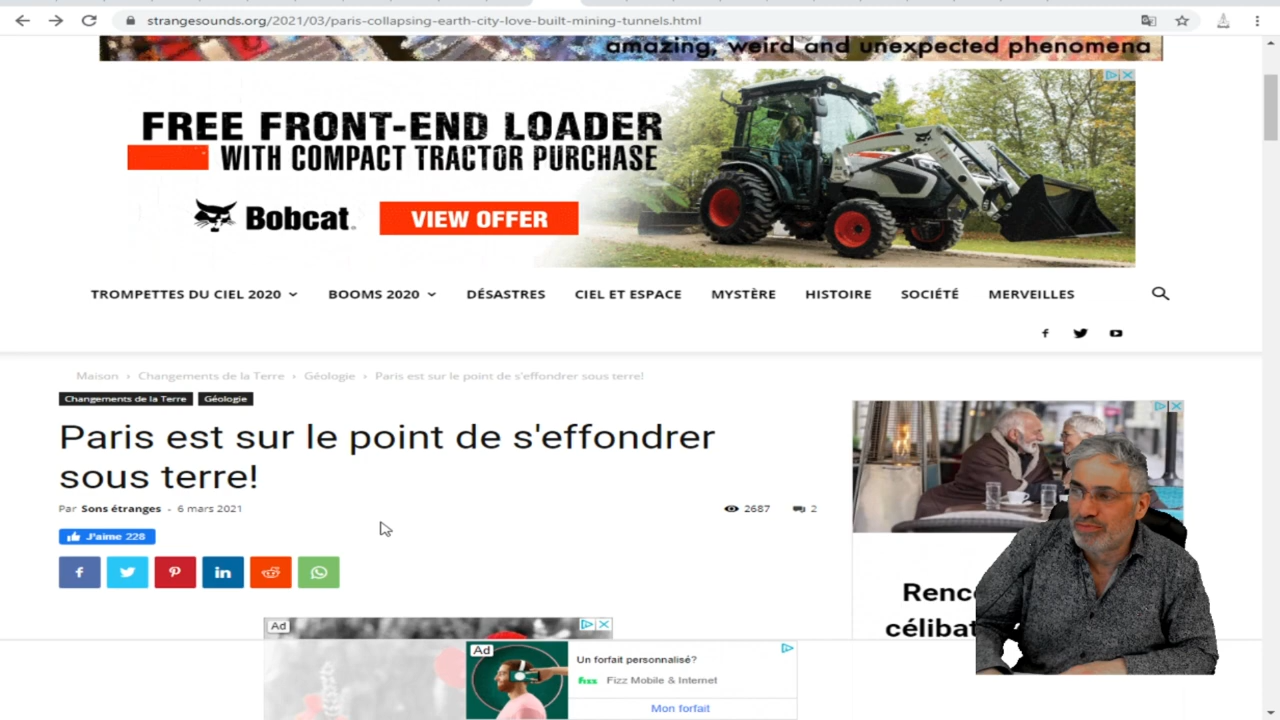 strangesounds.org/2021/03/paris-collapsing-earth-city-love-built-mining-tunnels.html
amazing, weird and unexpected phenomena
FREE FRONT-END LOADER
WITH COMPACT TRACTOR PURCHASE
Bobcat.
VIEW OFFER
TROMPETTES DU CIEL 2020 BOOMS 2020 DÉSASTRES CIEL ET ESPACE MYSTÈRE HISTOIRE SOCIÉTÉ MERVEILLES
Maison › Changements de la Terre › Géologie › Paris est sur le point de s'effondrer sous terre!
Changements de la Terre Géologie
Paris est sur le point de s'effondrer
sous terre!
Par Sons étranges - 6 mars 2021 2687 2
J'aime 228
Ad
Ad
Un forfait personnalisé?
fizz Fizz Mobile & Internet
Mon forfait